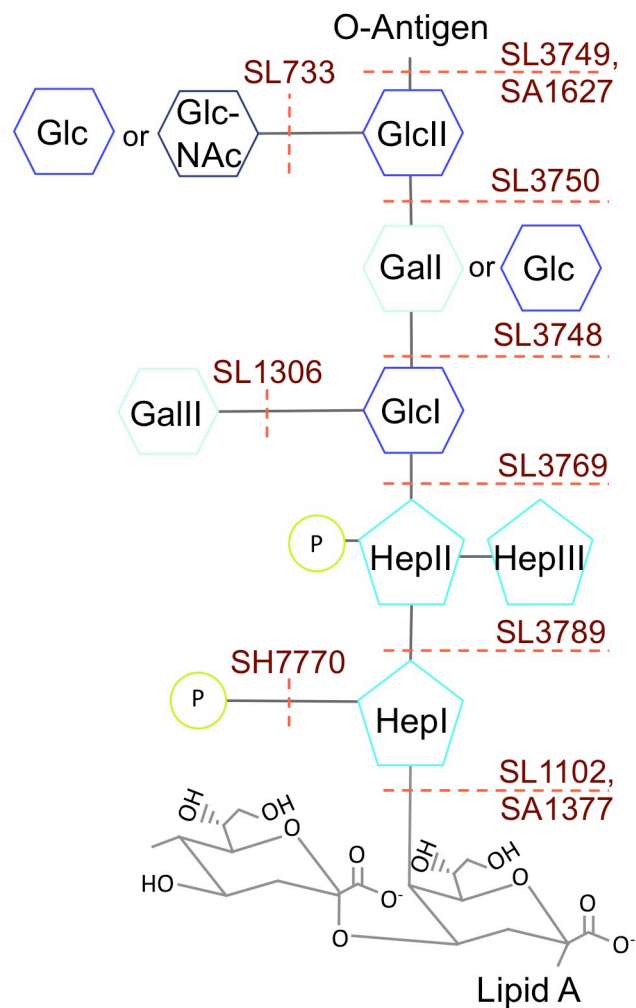 O-Antigen
SL733
SL3749,
SA1627
Glc
or
Glc-
NAc
GlcII
SL3750
GalI
or
Glc
SL3748
SL1306
GalII
GlcI
SL3769
P
HepII
HepIII
SL3789
SH7770
P
HepI
SL1102,
SA1377
OH
OH
O
O
HO
O-
OH
OH
O
O
O-
O
Lipid A